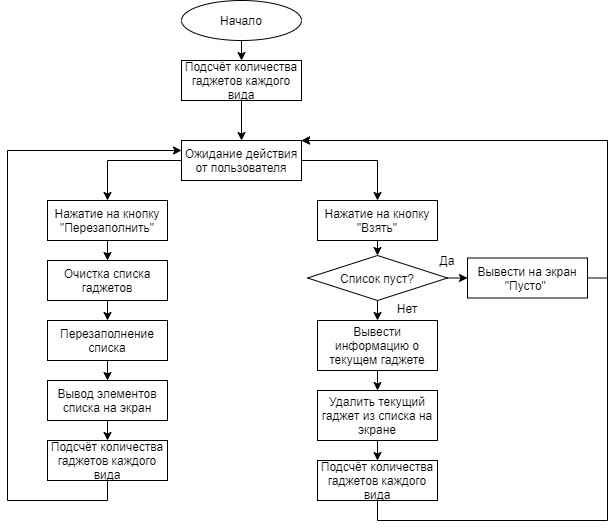 Начало
Подсчёт количества
гаджетов каждого
вида
Ожидание действия
от пользователя
Нажатие на кнопку
"Перезаполнить"
Очистка списка
гаджетов
Перезаполнение
списка
Вывод элементов
списка на экран
Подсчёт количества
гаджетов каждого
вида
Нажатие на кнопку
"Взять"
Список пуст?
Да
Вывести на экран
"Пусто"
Нет
Вывести
информацию о
текущем гаджете
Удалить текущий
гаджет из списка на
экране
Подсчёт количества
гаджетов каждого
вида